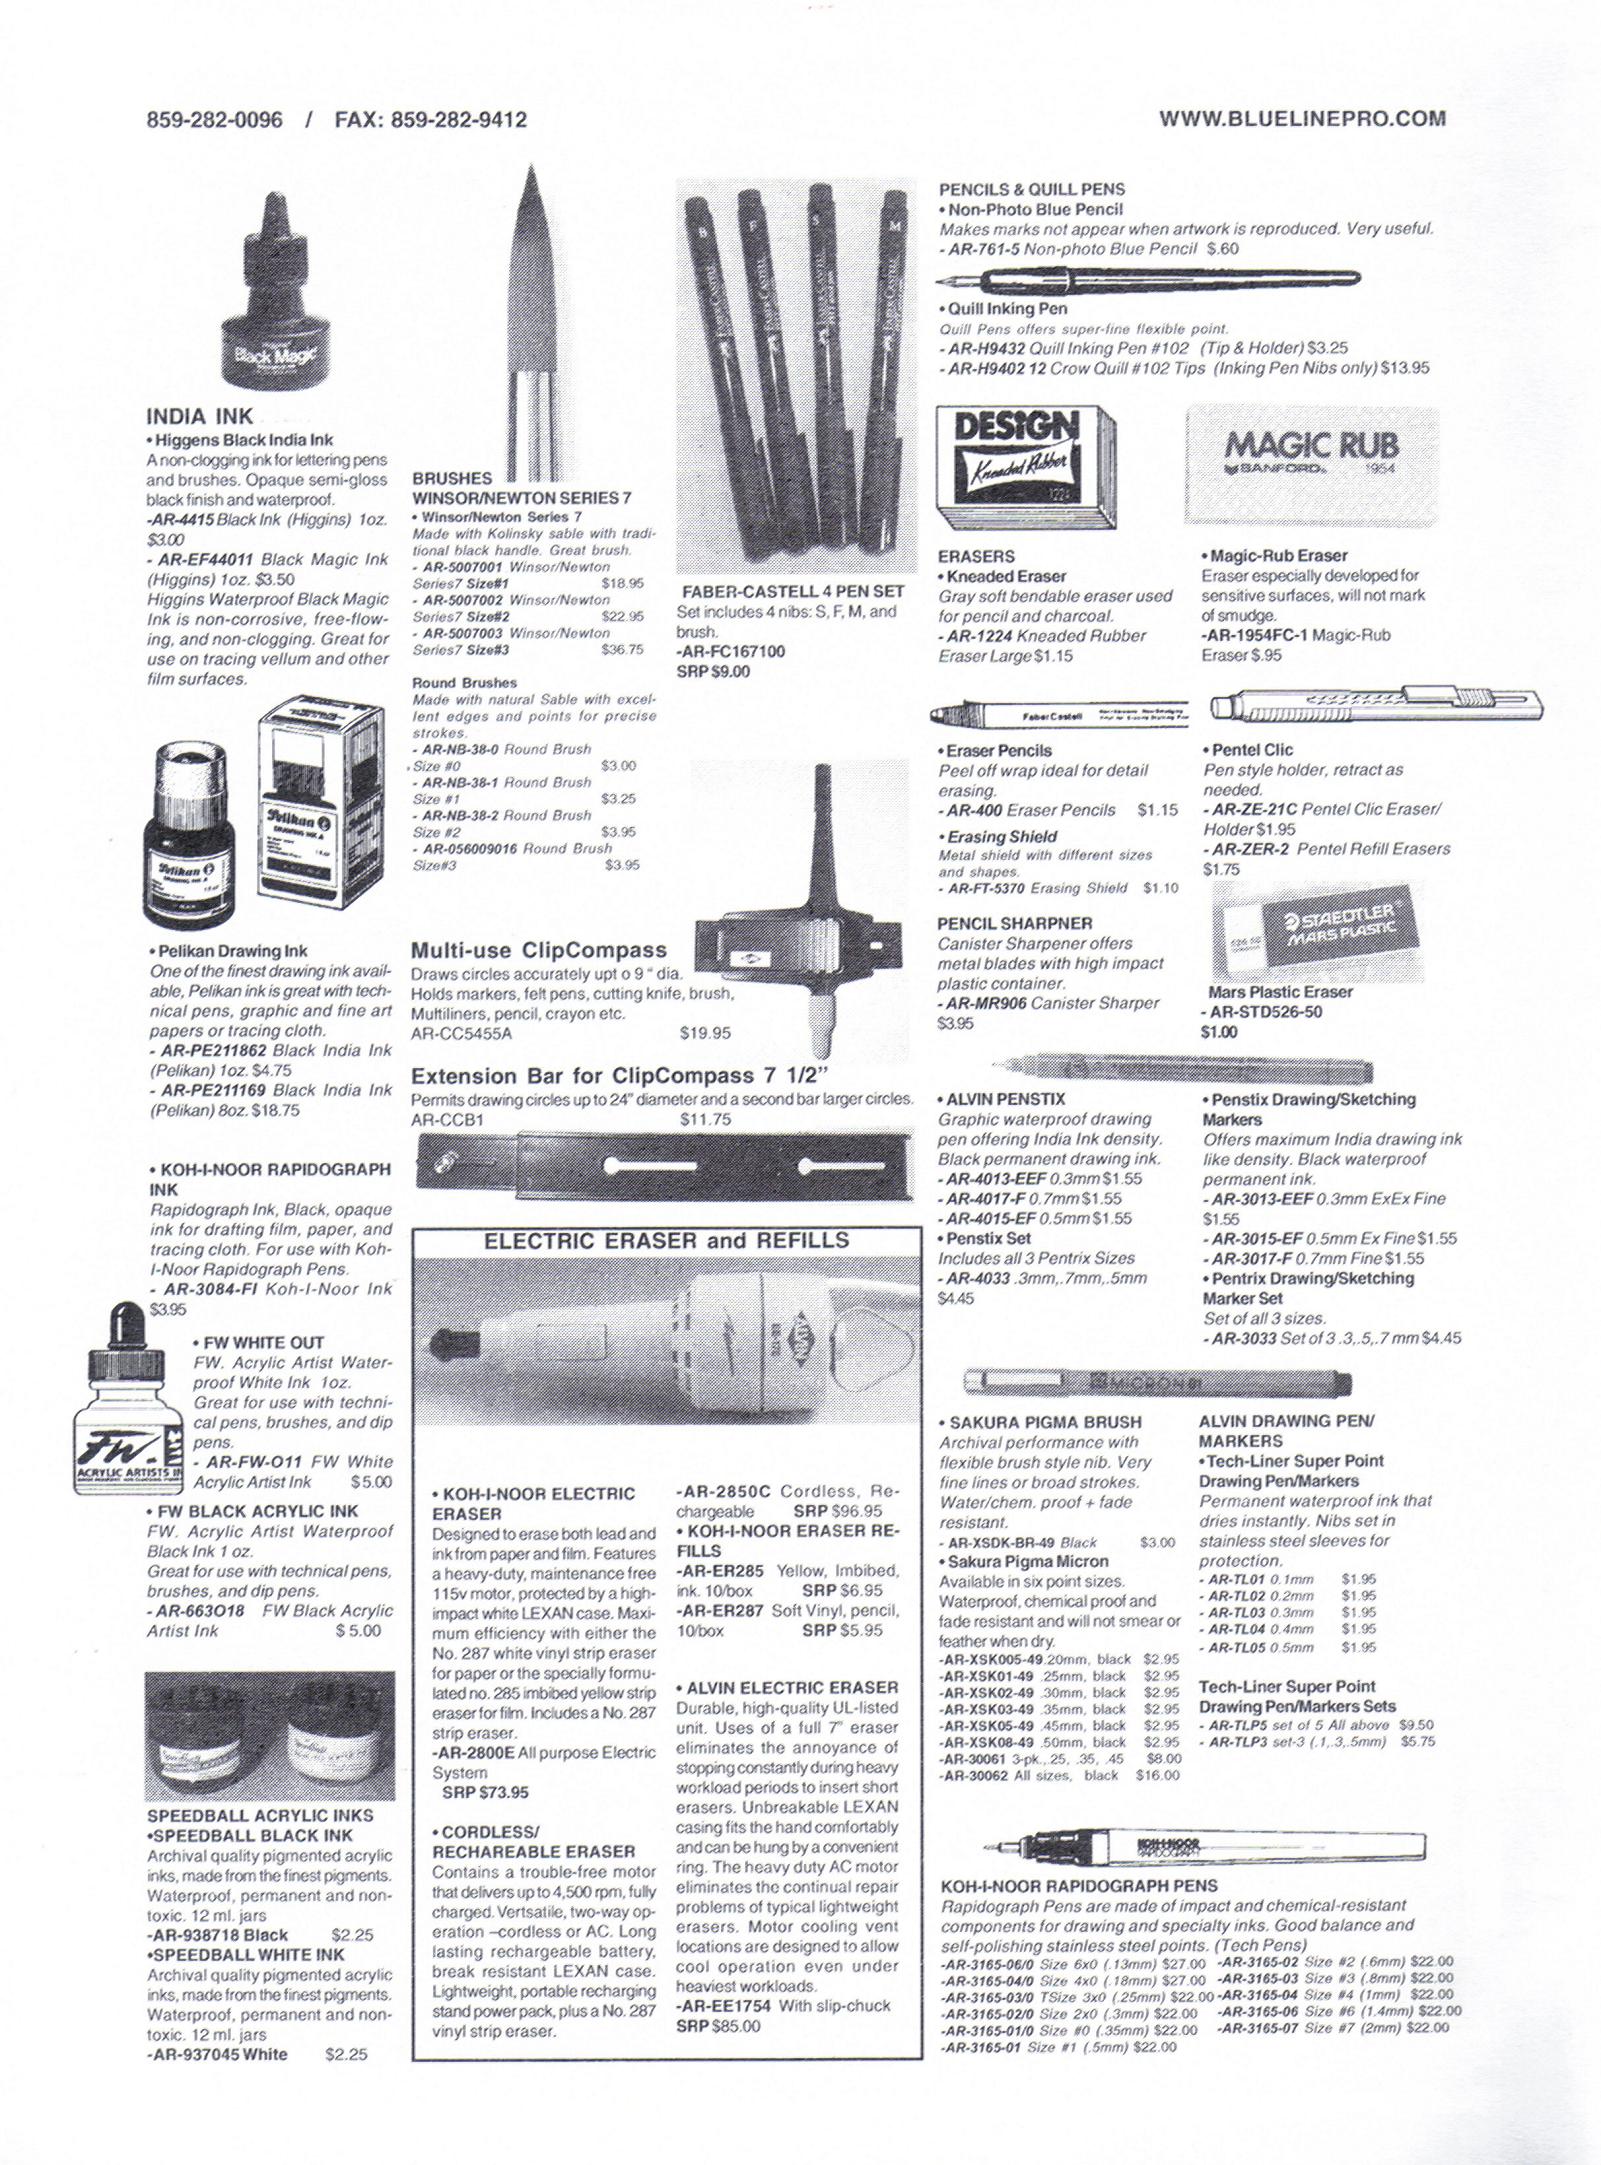 859-282-0096 / FAX: 859-282-9412
WWW.BLUELINEPRO.COM
Black Magic
INDIA INK
• Higgens Black India Ink
A non-clogging ink for lettering pens
and brushes. Opaque semi-gloss
black finish and waterproof.
-AR-4415 Black Ink (Higgins) 1oz.
$3.00
- AR-EF44011 Black Magic Ink
(Higgins) 1oz. $3.50
Higgins Waterproof Black Magic
Ink is non-corrosive, free-flow-
ing, and non-clogging. Great for
use on tracing vellum and other
film surfaces.
Pelikan
DRAWING INK A
Pelikan
DRAWING INK A
• Pelikan Drawing Ink
One of the finest drawing ink avail-
able, Pelikan ink is great with tech-
nical pens, graphic and fine art
papers or tracing cloth.
- AR-PE211862 Black India Ink
(Pelikan) 1oz. $4.75
- AR-PE211169 Black India Ink
(Pelikan) 8oz. $18.75
• KOH-I-NOOR RAPIDOGRAPH
INK
Rapidograph Ink, Black, opaque
ink for drafting film, paper, and
tracing cloth. For use with Koh-
I-Noor Rapidograph Pens.
- AR-3084-FI Koh-I-Noor Ink
$3.95
FW.
ACRYLIC ARTISTS IN
• FW WHITE OUT
FW. Acrylic Artist Water-
proof White Ink 1oz.
Great for use with techni-
cal pens, brushes, and dip
pens.
- AR-FW-O11 FW White
Acrylic Artist Ink $5.00
• FW BLACK ACRYLIC INK
FW. Acrylic Artist Waterproof
Black Ink 1 oz.
Great for use with technical pens,
brushes, and dip pens.
- AR-663O18 FW Black Acrylic
Artist Ink $ 5.00
SPEEDBALL ACRYLIC INKS
•SPEEDBALL BLACK INK
Archival quality pigmented acrylic
inks, made from the finest pigments.
Waterproof, permanent and non-
toxic. 12 ml. jars
-AR-938718 Black $2.25
•SPEEDBALL WHITE INK
Archival quality pigmented acrylic
inks, made from the finest pigments.
Waterproof, permanent and non-
toxic. 12 ml. jars
-AR-937045 White $2.25
BRUSHES
WINSOR/NEWTON SERIES 7
• Winsor/Newton Series 7
Made with Kolinsky sable with tradi-
tional black handle. Great brush.
- AR-5007001 Winsor/Newton
Series7 Size#1 $18.95
- AR-5007002 Winsor/Newton
Series7 Size#2 $22.95
- AR-5007003 Winsor/Newton
Series7 Size#3 $36.75
Round Brushes
Made with natural Sable with excel-
lent edges and points for precise
strokes.
- AR-NB-38-0 Round Brush
Size #0 $3.00
- AR-NB-38-1 Round Brush
Size #1 $3.25
- AR-NB-38-2 Round Brush
Size #2 $3.95
- AR-056009016 Round Brush
Size#3 $3.95
B F S M
FABER-CASTELL 4 PEN SET
Set includes 4 nibs: S, F, M, and
brush.
-AR-FC167100
SRP $9.00
Multi-use ClipCompass
Draws circles accurately upt o 9 " dia.
Holds markers, felt pens, cutting knife, brush,
Multiliners, pencil, crayon etc.
AR-CC5455A $19.95
Extension Bar for ClipCompass 7 1/2"
Permits drawing circles up to 24" diameter and a second bar larger circles.
AR-CCB1 $11.75
ELECTRIC ERASER and REFILLS
ALVIN
• KOH-I-NOOR ELECTRIC
ERASER
Designed to erase both lead and
ink from paper and film. Features
a heavy-duty, maintenance free
115v motor, protected by a high-
impact white LEXAN case. Maxi-
mum efficiency with either the
No. 287 white vinyl strip eraser
for paper or the specially formu-
lated no. 285 imbibed yellow strip
eraser for film. Includes a No. 287
strip eraser.
-AR-2800E All purpose Electric
System
SRP $73.95
• CORDLESS/
RECHAREABLE ERASER
Contains a trouble-free motor
that delivers up to 4,500 rpm, fully
charged. Vertsatile, two-way op-
eration –cordless or AC. Long
lasting rechargeable battery,
break resistant LEXAN case.
Lightweight, portable recharging
stand power pack, plus a No. 287
vinyl strip eraser.
-AR-2850C Cordless, Re-
chargeable SRP $96.95
• KOH-I-NOOR ERASER RE-
FILLS
-AR-ER285 Yellow, Imbibed,
ink. 10/box SRP $6.95
-AR-ER287 Soft Vinyl, pencil,
10/box SRP $5.95
• ALVIN ELECTRIC ERASER
Durable, high-quality UL-listed
unit. Uses of a full 7" eraser
eliminates the annoyance of
stopping constantly during heavy
workload periods to insert short
erasers. Unbreakable LEXAN
casing fits the hand comfortably
and can be hung by a convenient
ring. The heavy duty AC motor
eliminates the continual repair
problems of typical lightweight
erasers. Motor cooling vent
locations are designed to allow
cool operation even under
heaviest workloads.
-AR-EE1754 With slip-chuck
SRP $85.00
PENCILS & QUILL PENS
• Non-Photo Blue Pencil
Makes marks not appear when artwork is reproduced. Very useful.
- AR-761-5 Non-photo Blue Pencil $.60
• Quill Inking Pen
Quill Pens offers super-fine flexible point.
- AR-H9432 Quill Inking Pen #102 (Tip & Holder) $3.25
- AR-H9402 12 Crow Quill #102 Tips (Inking Pen Nibs only) $13.95
DESIGN
Kneaded Rubber
1224
MAGIC RUB
SANFORD. 1954
ERASERS
• Kneaded Eraser
Gray soft bendable eraser used
for pencil and charcoal.
- AR-1224 Kneaded Rubber
Eraser Large $1.15
• Magic-Rub Eraser
Eraser especially developed for
sensitive surfaces, will not mark
of smudge.
-AR-1954FC-1 Magic-Rub
Eraser $.95
Faber Castell
• Eraser Pencils
Peel off wrap ideal for detail
erasing.
- AR-400 Eraser Pencils $1.15
• Erasing Shield
Metal shield with different sizes
and shapes.
- AR-FT-5370 Erasing Shield $1.10
PENCIL SHARPNER
Canister Sharpener offers
metal blades with high impact
plastic container.
- AR-MR906 Canister Sharper
$3.95
• Pentel Clic
Pen style holder, retract as
needed.
- AR-ZE-21C Pentel Clic Eraser/
Holder $1.95
- AR-ZER-2 Pentel Refill Erasers
$1.75
STAEDTLER
MARS PLASTIC
526 50
Mars Plastic Eraser
- AR-STD526-50
$1.00
• ALVIN PENSTIX
Graphic waterproof drawing
pen offering India Ink density.
Black permanent drawing ink.
- AR-4013-EEF 0.3mm $1.55
- AR-4017-F 0.7mm $1.55
- AR-4015-EF 0.5mm $1.55
• Penstix Set
Includes all 3 Pentrix Sizes
- AR-4033 .3mm,.7mm,.5mm
$4.45
• Penstix Drawing/Sketching
Markers
Offers maximum India drawing ink
like density. Black waterproof
permanent ink.
- AR-3013-EEF 0.3mm ExEx Fine
$1.55
- AR-3015-EF 0.5mm Ex Fine $1.55
- AR-3017-F 0.7mm Fine $1.55
• Pentrix Drawing/Sketching
Marker Set
Set of all 3 sizes.
- AR-3033 Set of 3 .3,.5,.7 mm $4.45
MICRON 01
• SAKURA PIGMA BRUSH
Archival performance with
flexible brush style nib. Very
fine lines or broad strokes.
Water/chem. proof + fade
resistant.
- AR-XSDK-BR-49 Black $3.00
• Sakura Pigma Micron
Available in six point sizes.
Waterproof, chemical proof and
fade resistant and will not smear or
feather when dry.
-AR-XSK005-49.20mm, black $2.95
-AR-XSK01-49 .25mm, black $2.95
-AR-XSK02-49 .30mm, black $2.95
-AR-XSK03-49 .35mm, black $2.95
-AR-XSK05-49 .45mm, black $2.95
-AR-XSK08-49 .50mm, black $2.95
-AR-30061 3-pk., 25, .35, .45 $8.00
-AR-30062 All sizes, black $16.00
ALVIN DRAWING PEN/
MARKERS
•Tech-Liner Super Point
Drawing Pen/Markers
Permanent waterproof ink that
dries instantly. Nibs set in
stainless steel sleeves for
protection.
- AR-TL01 0.1mm $1.95
- AR-TL02 0.2mm $1.95
- AR-TL03 0.3mm $1.95
- AR-TL04 0.4mm $1.95
- AR-TL05 0.5mm $1.95
Tech-Liner Super Point
Drawing Pen/Markers Sets
- AR-TLP5 set of 5 All above $9.50
- AR-TLP3 set-3 (.1,.3,.5mm) $5.75
KOH-I-NOOR
RAPIDOGRAPH
KOH-I-NOOR RAPIDOGRAPH PENS
Rapidograph Pens are made of impact and chemical-resistant
components for drawing and specialty inks. Good balance and
self-polishing stainless steel points. (Tech Pens)
-AR-3165-06/0 Size 6x0 (.13mm) $27.00 -AR-3165-02 Size #2 (.6mm) $22.00
-AR-3165-04/0 Size 4x0 (.18mm) $27.00 -AR-3165-03 Size #3 (.8mm) $22.00
-AR-3165-03/0 TSize 3x0 (.25mm) $22.00 -AR-3165-04 Size #4 (1mm) $22.00
-AR-3165-02/0 Size 2x0 (.3mm) $22.00 -AR-3165-06 Size #6 (1.4mm) $22.00
-AR-3165-01/0 Size #0 (.35mm) $22.00 -AR-3165-07 Size #7 (2mm) $22.00
-AR-3165-01 Size #1 (.5mm) $22.00